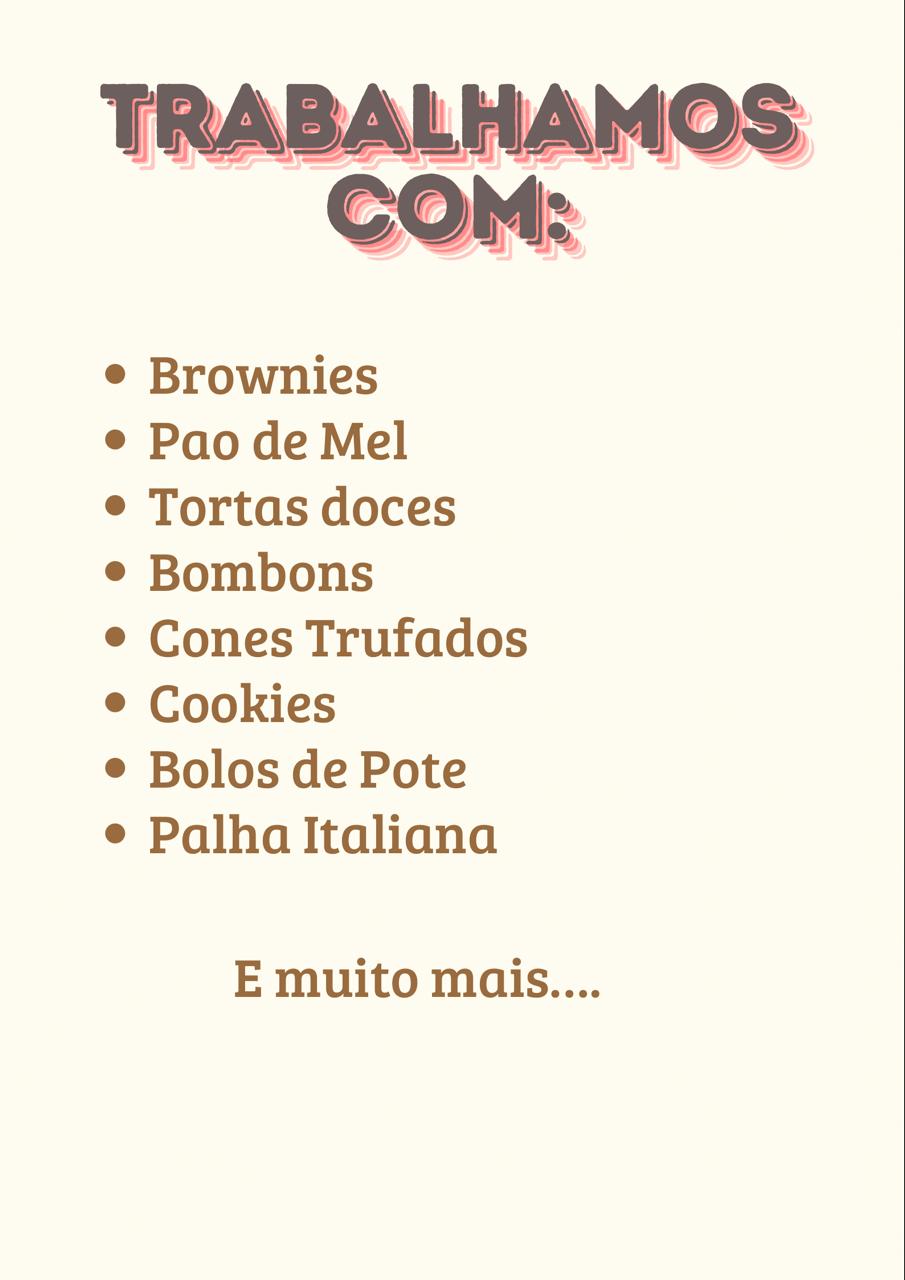 TRABALHAMOS
COM:
• Brownies
• Pao de Mel
• Tortas doces
• Bombons
• Cones Trufados
• Cookies
• Bolos de Pote
• Palha Italiana
E muito mais....